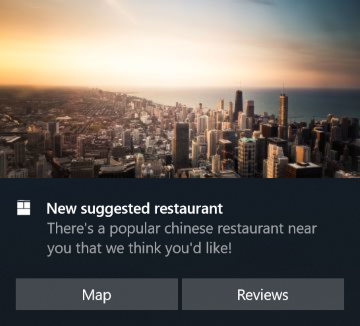 New suggested restaurant
There's a popular chinese restaurant near
you that we think you'd like!
Map
Reviews